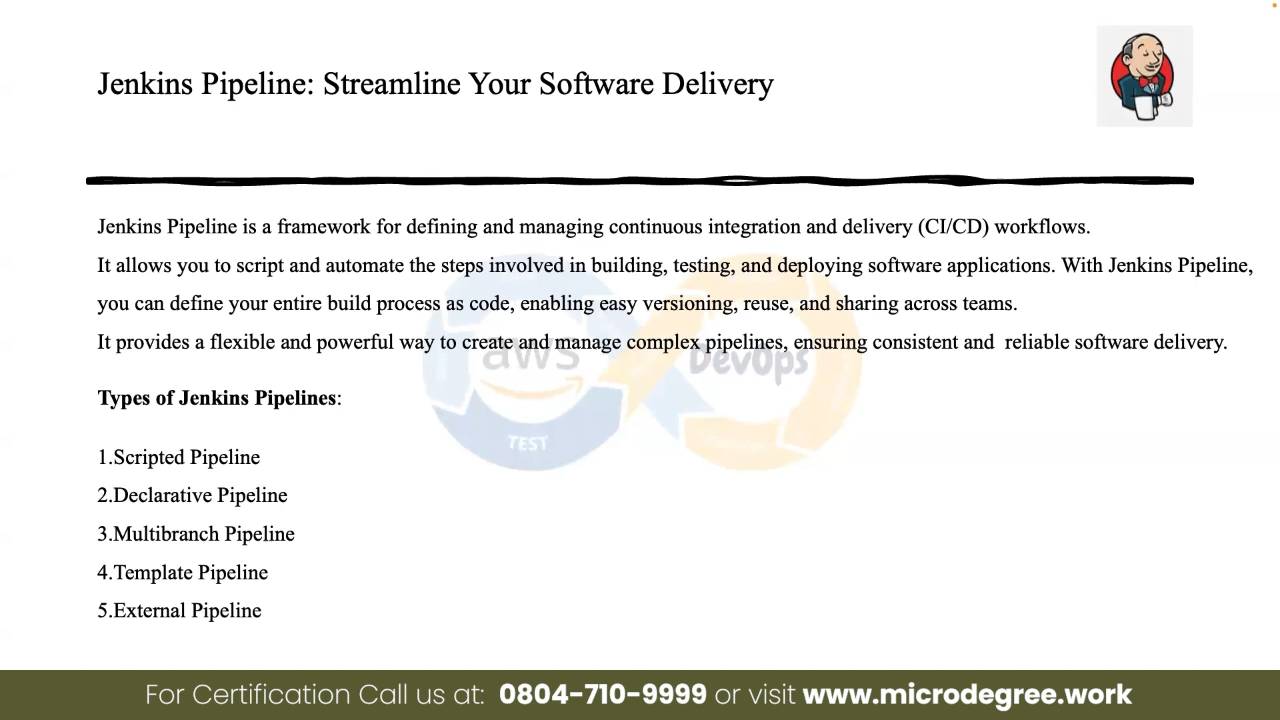 Jenkins Pipeline: Streamline Your Software Delivery
Jenkins Pipeline is a framework for defining and managing continuous integration and delivery (CI/CD) workflows.
It allows you to script and automate the steps involved in building, testing, and deploying software applications. With Jenkins Pipeline,
you can define your entire build process as code, enabling easy versioning, reuse, and sharing across teams.
It provides a flexible and powerful way to create and manage complex pipelines, ensuring consistent and  reliable software delivery.
aws
DevOps
Types of Jenkins Pipelines:
TEST
1.Scripted Pipeline
2.Declarative Pipeline
3.Multibranch Pipeline
4.Template Pipeline
5.External Pipeline
For Certification Call us at: 0804-710-9999 or visit www.microdegree.work